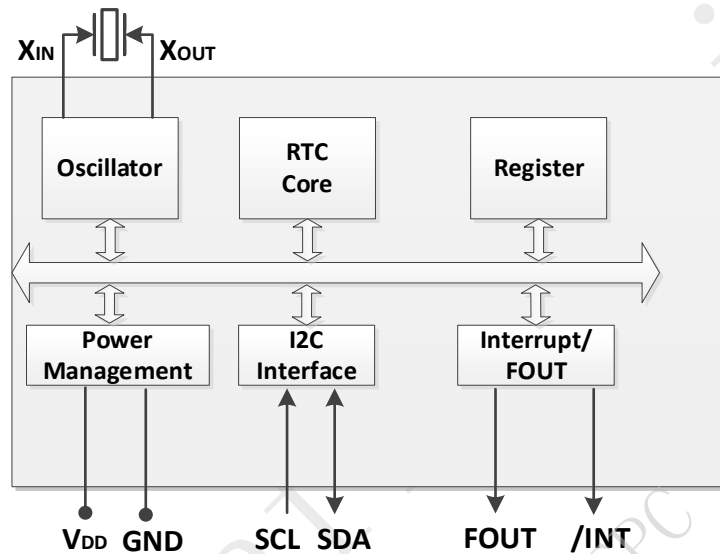 XIN XOUT
Oscillator
RTC
Core
Register
Power
Management
I2C
Interface
Interrupt/
FOUT
VDD GND SCL SDA FOUT /INT